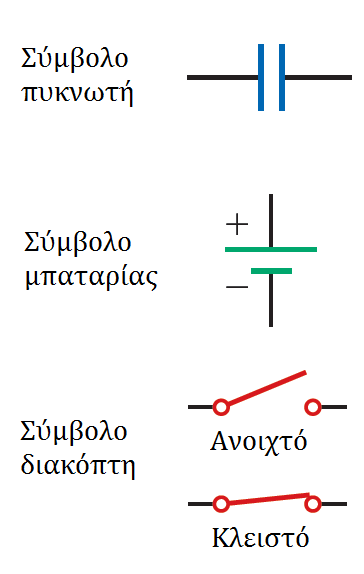 Σύμβολο
πυκνωτή
Σύμβολο
μπαταρίας
+
−
Σύμβολο
διακόπτη
Ανοιχτό
Κλειστό